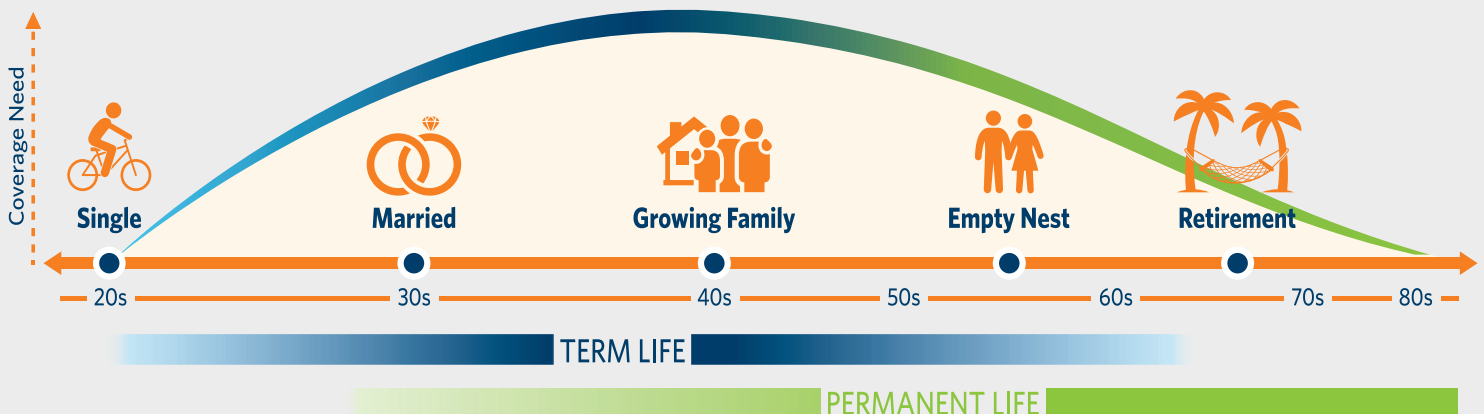 Coverage Need
Single
Married
Growing Family
Empty Nest
Retirement
20s
30s
40s
50s
60s
70s
80s
TERM LIFE
PERMANENT LIFE